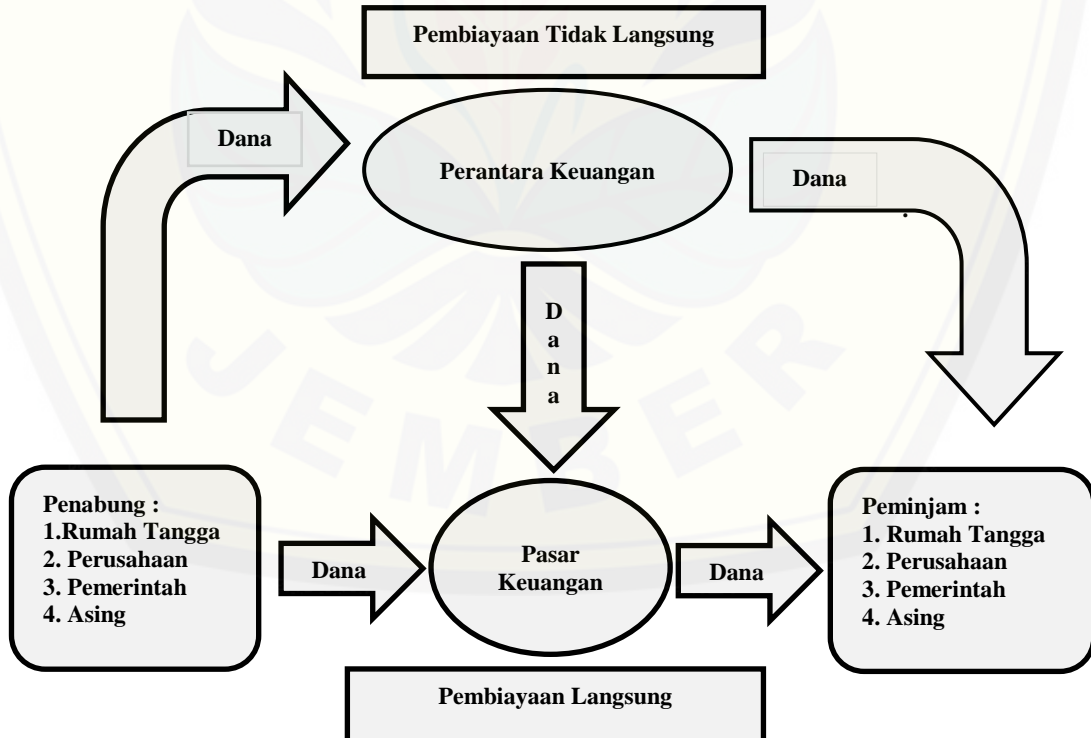 Pembiayaan Tidak Langsung
Dana
Perantara Keuangan
Dana
D
a
n
a
Penabung :
1.Rumah Tangga
2. Perusahaan
3. Pemerintah
4. Asing
Dana
Pasar
Keuangan
Dana
Peminjam :
1. Rumah Tangga
2. Perusahaan
3. Pemerintah
4. Asing
Pembiayaan Langsung
JEMBER